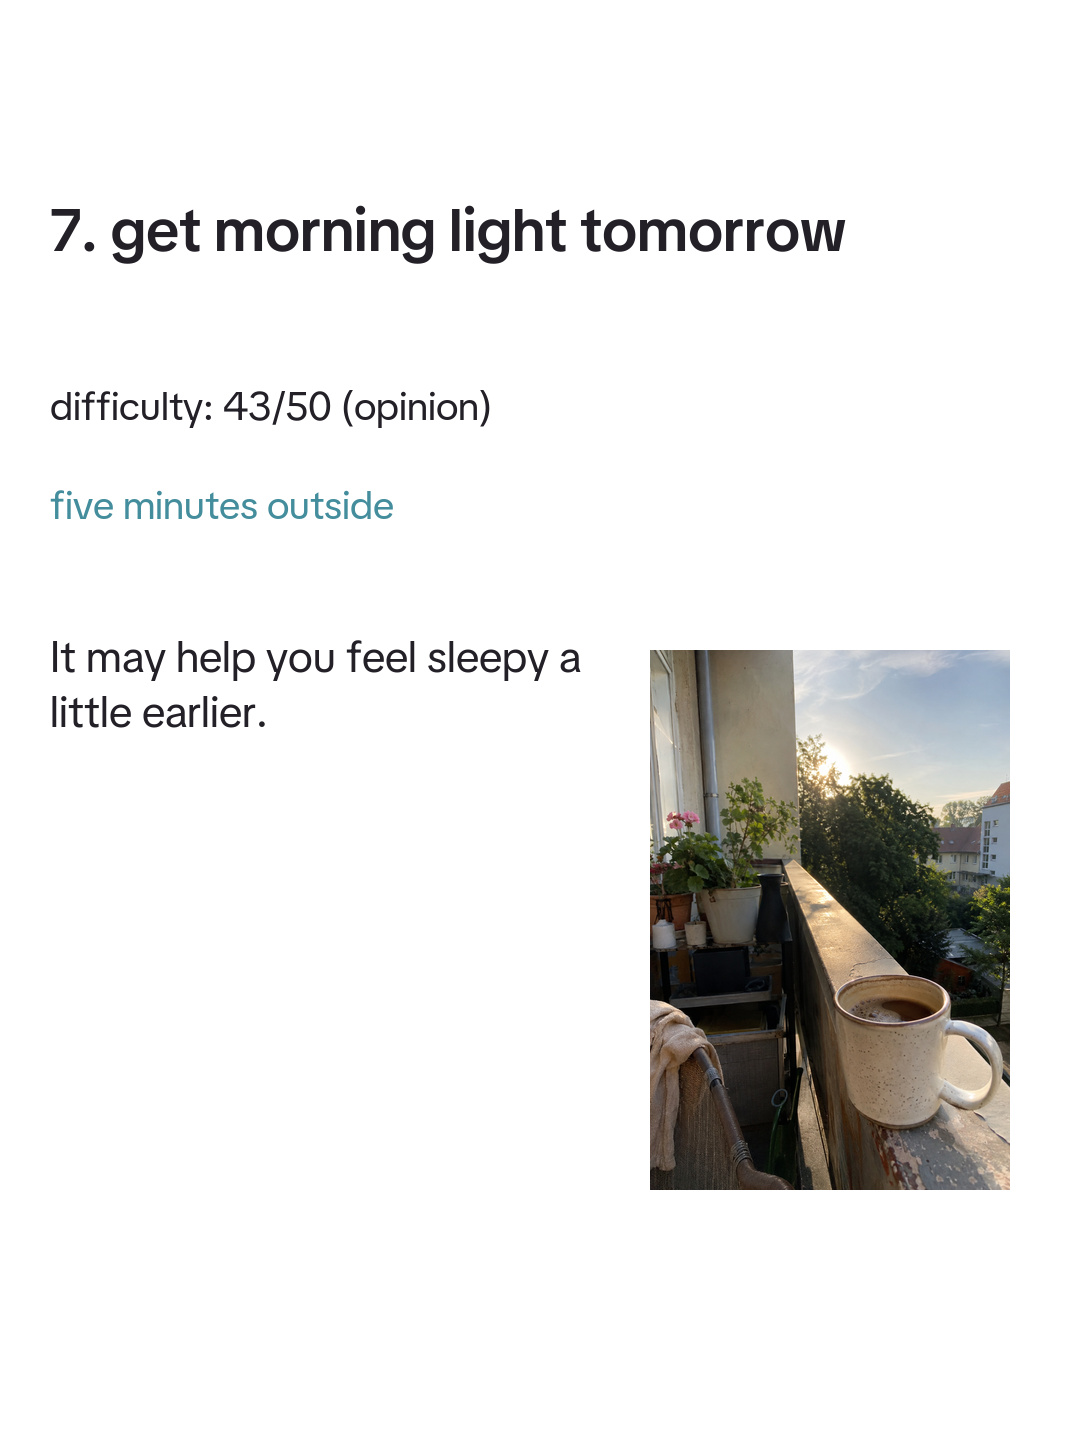 7. get morning light tomorrow
difficulty: 43/50 (opinion)
five minutes outside
It may help you feel sleepy a
little earlier.